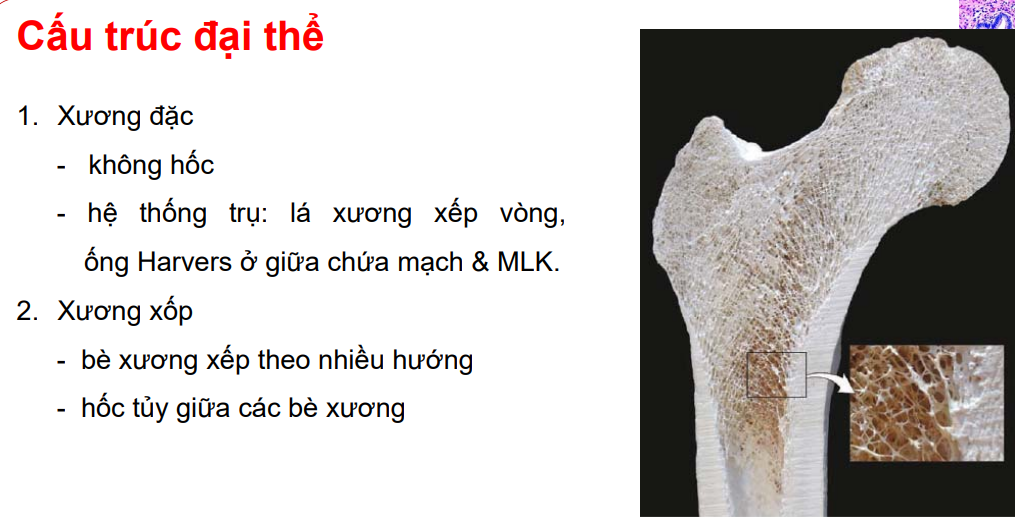 Cấu trúc đại thể
1. Xương đặc
- không hốc
- hệ thống trụ: lá xương xếp vòng,
ống Harvers ở giữa chứa mạch & MLK.
2. Xương xốp
- bè xương xếp theo nhiều hướng
- hốc tủy giữa các bè xương